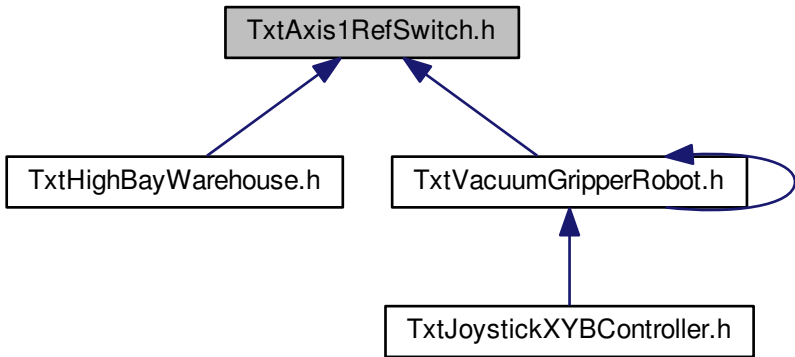 TxtAxis1RefSwitch.h
TxtHighBayWarehouse.h
TxtVacuumGripperRobot.h
TxtJoystickXYBController.h